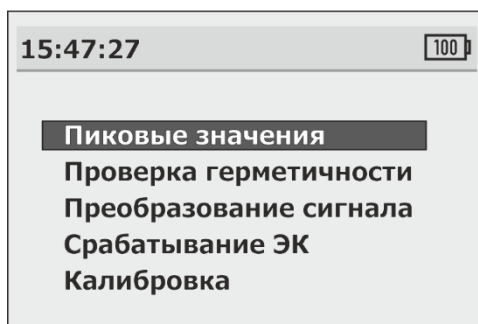 15:47:27 100
Пиковые значения
Проверка герметичности
Преобразование сигнала
Срабатывание ЭК
Калибровка